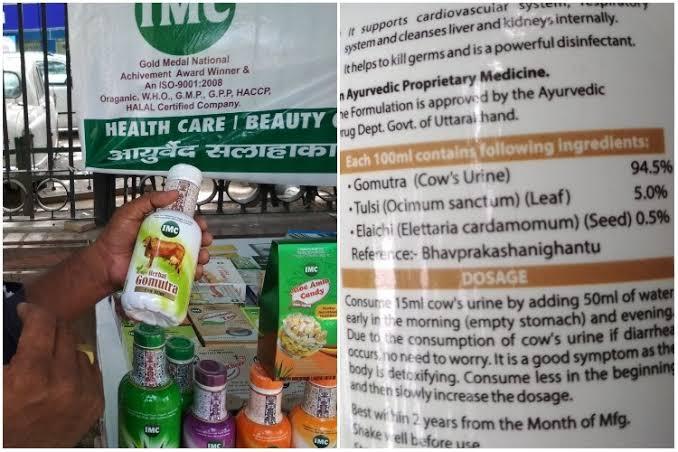 IMC
Gold Medal National
Achievement Award Winner &
An ISO-9001:2008
Oraganic, W.H.O., G.M.P., G.P.P, HACCP,
HALAL Certified Company.
HEALTH CARE | BEAUTY
आयुर्वेद सलाहका
IMC
Herbal
Gomutra
IMC
Aloe Amla
Candy
IMC
IMC
IMC
It supports cardiovascular system, respiratory
system and cleanses liver and kidneys internally.
It helps to kill germs and is a powerful disinfectant.
n Ayurvedic Proprietary Medicine.
he Formulation is approved by the Ayurvedic
rug Dept. Govt. of Uttarakhand.
Each 100ml contains following ingredients:
• Gomutra (Cow's Urine) 94.5%
• Tulsi (Ocimum sanctum) (Leaf) 5.0%
• Elaichi (Elettaria cardamomum) (Seed) 0.5%
Reference:- Bhavprakashanighantu
DOSAGE
Consume 15ml cow's urine by adding 50ml of water
early in the morning (empty stomach) and evening.
Due to the consumption of cow's urine if diarrhea
occurs, no need to worry. It is a good symptom as the
body is detoxifying. Consume less in the beginning
and then slowly increase the dosage.
Best within 2 years from the Month of Mfg.
Shake well before use